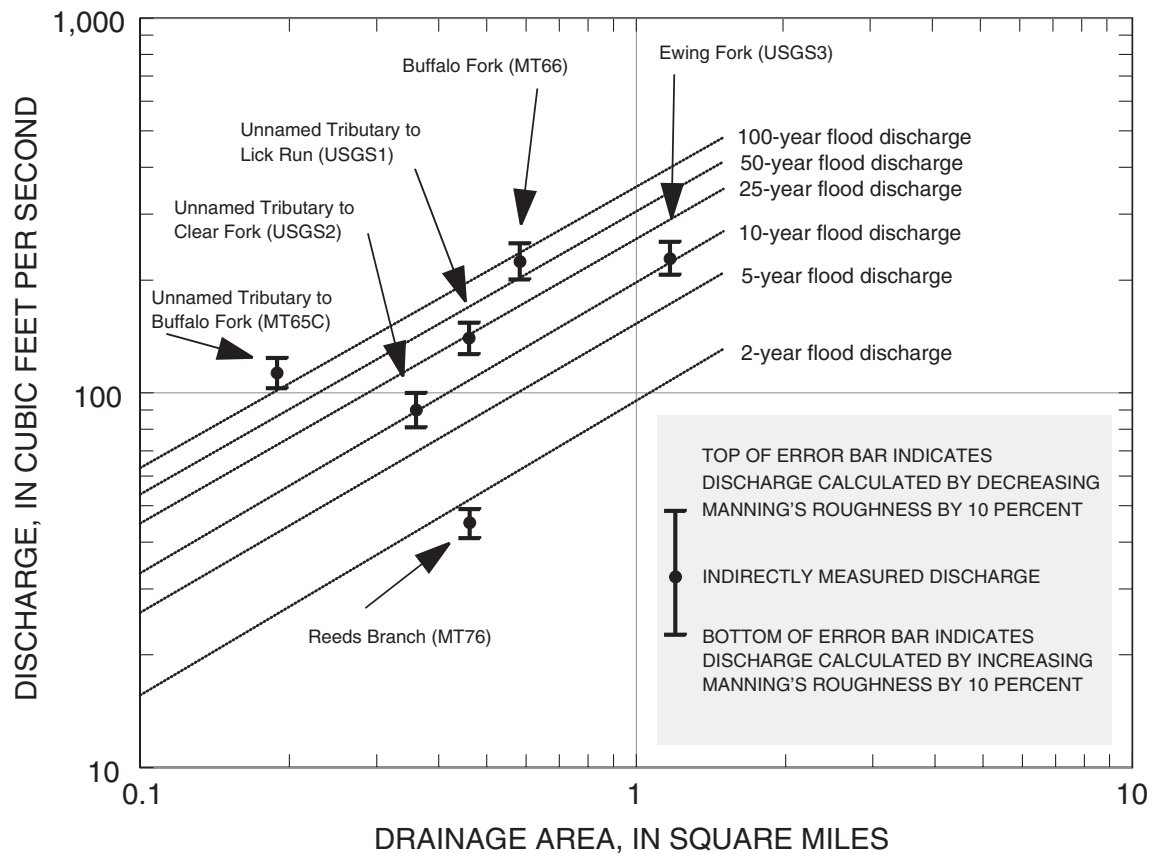 1,000
100
10
0.1
1
10
DISCHARGE, IN CUBIC FEET PER SECOND
DRAINAGE AREA, IN SQUARE MILES
Buffalo Fork (MT66)
Ewing Fork (USGS3)
Unnamed Tributary to
Lick Run (USGS1)
Unnamed Tributary to
Clear Fork (USGS2)
Unnamed Tributary to
Buffalo Fork (MT65C)
Reeds Branch (MT76)
100-year flood discharge
50-year flood discharge
25-year flood discharge
10-year flood discharge
5-year flood discharge
2-year flood discharge
TOP OF ERROR BAR INDICATES
DISCHARGE CALCULATED BY DECREASING
MANNING'S ROUGHNESS BY 10 PERCENT
INDIRECTLY MEASURED DISCHARGE
BOTTOM OF ERROR BAR INDICATES
DISCHARGE CALCULATED BY INCREASING
MANNING'S ROUGHNESS BY 10 PERCENT